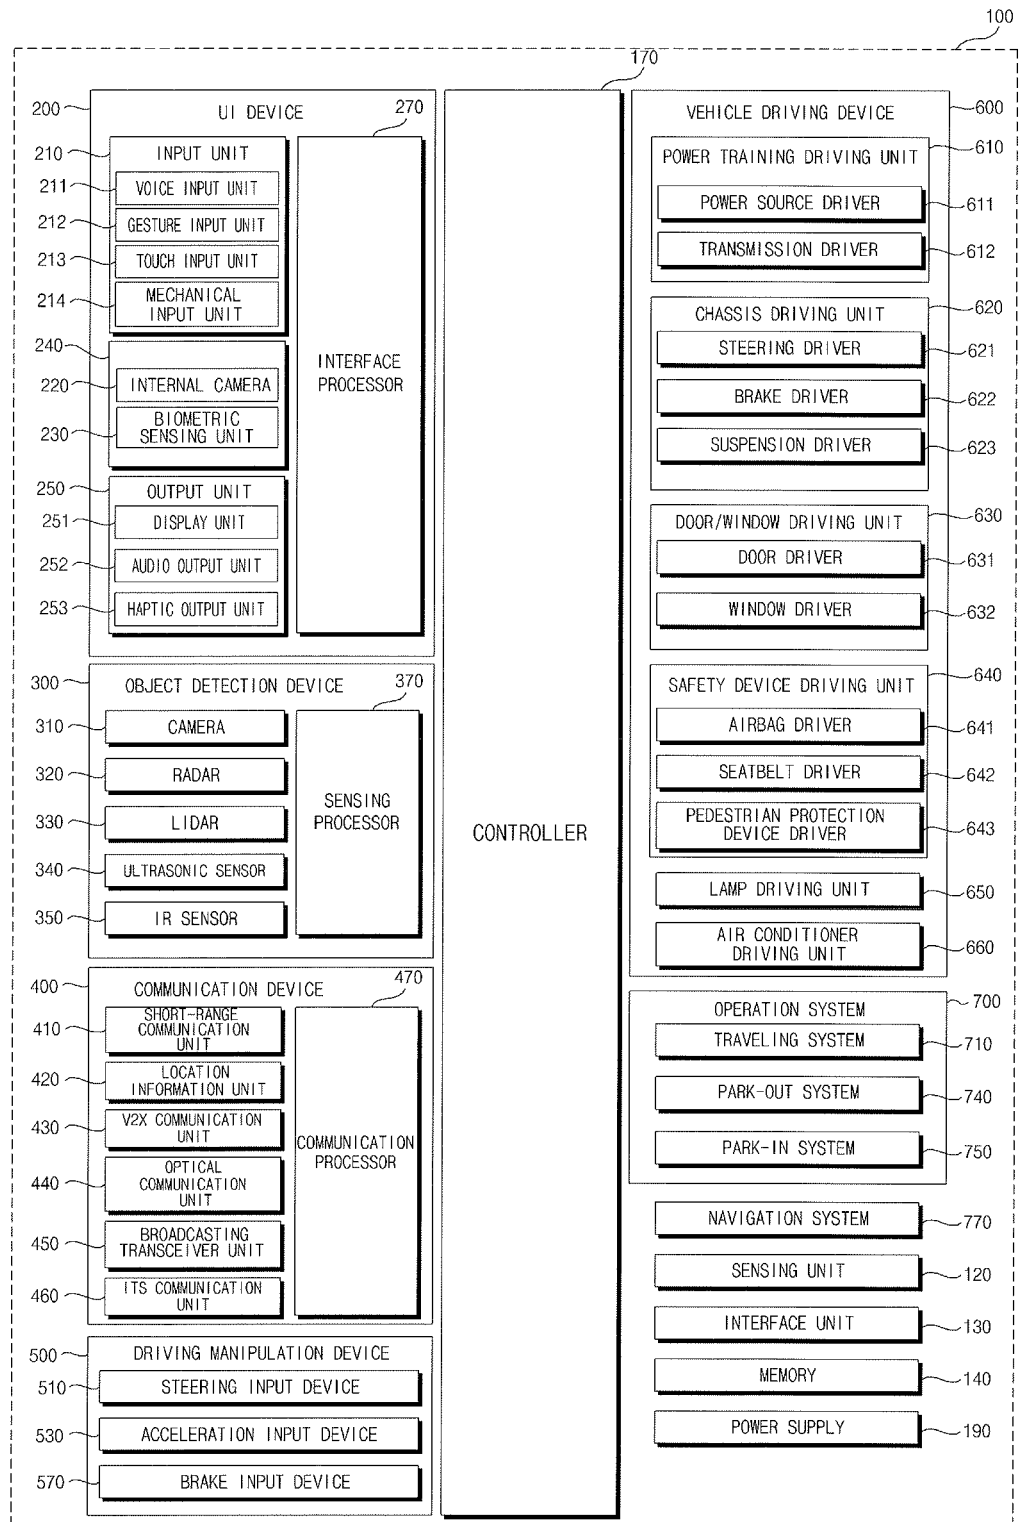 100
170
200
UI DEVICE
270
210
INPUT UNIT
211
VOICE INPUT UNIT
212
GESTURE INPUT UNIT
213
TOUCH INPUT UNIT
214
MECHANICAL
INPUT UNIT
240
220
INTERNAL CAMERA
230
BIOMETRIC
SENSING UNIT
250
OUTPUT UNIT
251
DISPLAY UNIT
252
AUDIO OUTPUT UNIT
253
HAPTIC OUTPUT UNIT
INTERFACE
PROCESSOR
300
OBJECT DETECTION DEVICE
370
310
CAMERA
320
RADAR
330
LIDAR
340
ULTRASONIC SENSOR
350
IR SENSOR
SENSING
PROCESSOR
400
COMMUNICATION DEVICE
470
410
SHORT-RANGE
COMMUNICATION
UNIT
420
LOCATION
INFORMATION UNIT
430
V2X COMMUNICATION
UNIT
440
OPTICAL
COMMUNICATION
UNIT
450
BROADCASTING
TRANSCEIVER UNIT
460
ITS COMMUNICATION
UNIT
COMMUNICATION
PROCESSOR
500
DRIVING MANIPULATION DEVICE
510
STEERING INPUT DEVICE
530
ACCELERATION INPUT DEVICE
570
BRAKE INPUT DEVICE
CONTROLLER
VEHICLE DRIVING DEVICE
600
POWER TRAINING DRIVING UNIT
610
POWER SOURCE DRIVER
611
TRANSMISSION DRIVER
612
CHASSIS DRIVING UNIT
620
STEERING DRIVER
621
BRAKE DRIVER
622
SUSPENSION DRIVER
623
DOOR/WINDOW DRIVING UNIT
630
DOOR DRIVER
631
WINDOW DRIVER
632
SAFETY DEVICE DRIVING UNIT
640
AIRBAG DRIVER
641
SEATBELT DRIVER
642
PEDESTRIAN PROTECTION
DEVICE DRIVER
643
LAMP DRIVING UNIT
650
AIR CONDITIONER
DRIVING UNIT
660
OPERATION SYSTEM
700
TRAVELING SYSTEM
710
PARK-OUT SYSTEM
740
PARK-IN SYSTEM
750
NAVIGATION SYSTEM
770
SENSING UNIT
120
INTERFACE UNIT
130
MEMORY
140
POWER SUPPLY
190